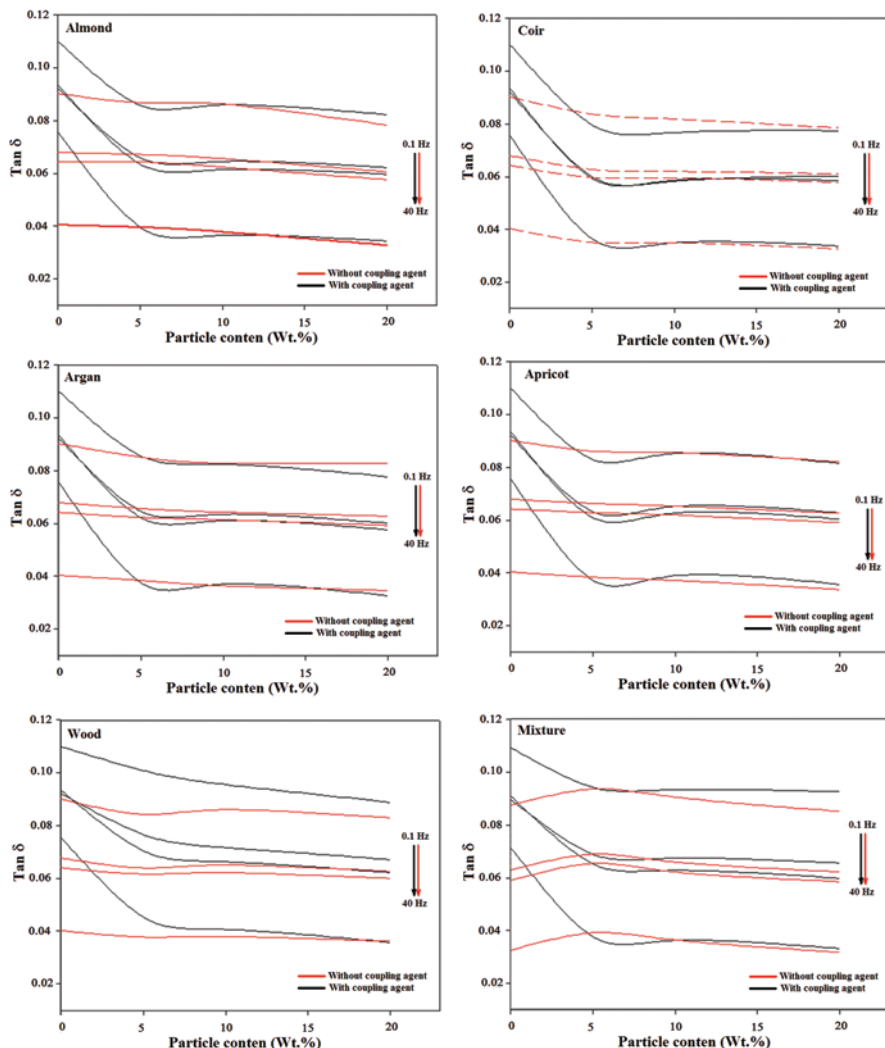 Almond
Tan δ
0.12
0.10
0.08
0.06
0.04
0.02
0.1 Hz
40 Hz
Without coupling agent
With coupling agent
0 5 10 15 20
Particle conten (Wt.%)
Coir
Tan δ
0.12
0.10
0.08
0.06
0.04
0.02
0.1 Hz
40 Hz
Without coupling agent
With coupling agent
0 5 10 15 20
Particle conten (Wt.%)
Argan
Tan δ
0.12
0.10
0.08
0.06
0.04
0.02
0.1 Hz
40 Hz
Without coupling agent
With coupling agent
0 5 10 15 20
Particle conten (Wt.%)
Apricot
Tan δ
0.12
0.10
0.08
0.06
0.04
0.02
0.1 Hz
40 Hz
Without coupling agent
With coupling agent
0 5 10 15 20
Particle conten (Wt.%)
Wood
Tan δ
0.12
0.10
0.08
0.06
0.04
0.02
0.1 Hz
40 Hz
Without coupling agent
With coupling agent
0 5 10 15 20
Particle conten (Wt.%)
Mixture
Tan δ
0.12
0.10
0.08
0.06
0.04
0.02
0.1 Hz
40 Hz
Without coupling agent
With coupling agent
0 5 10 15 20
Particle conten (Wt.%)